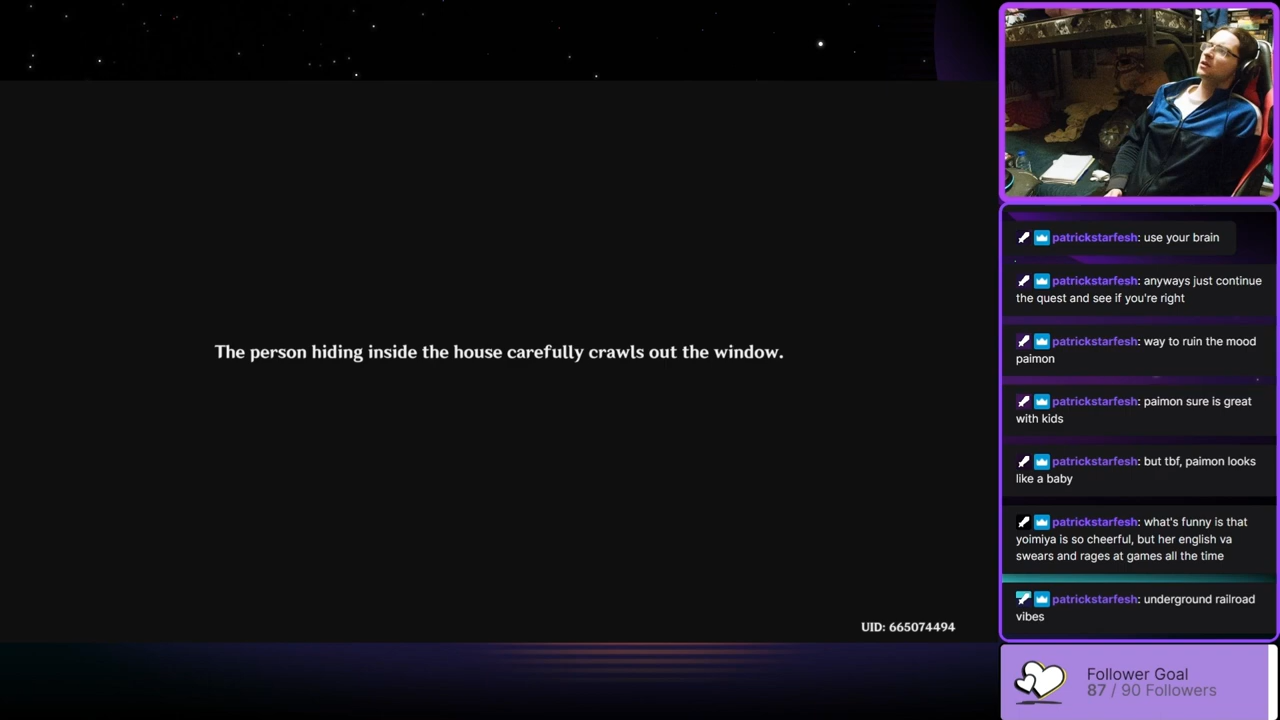 The person hiding inside the house carefully crawls out the window.
UID: 665074494
patrickstarfesh: use your brain
patrickstarfesh: anyways just continue
the quest and see if you're right
patrickstarfesh: way to ruin the mood
paimon
patrickstarfesh: paimon sure is great
with kids
patrickstarfesh: but tbf, paimon looks
like a baby
patrickstarfesh: what's funny is that
yoimiya is so cheerful, but her english va
swears and rages at games all the time
patrickstarfesh: underground railroad
vibes
Follower Goal
87 / 90 Followers